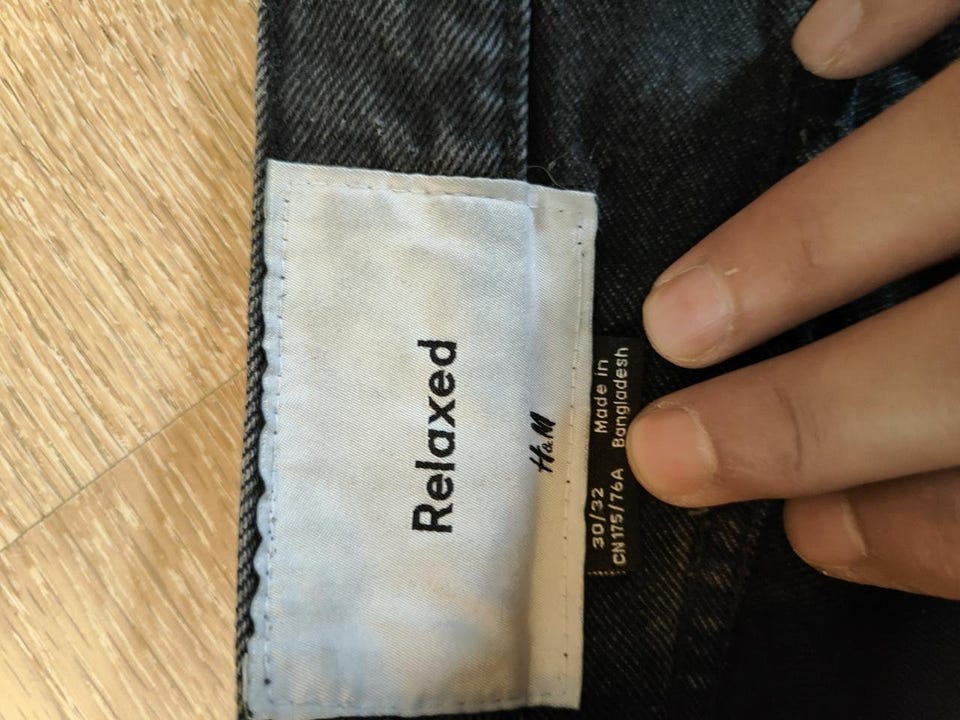 Relaxed
H&M
30/32
CN175/76A
Made in
Bangladesh